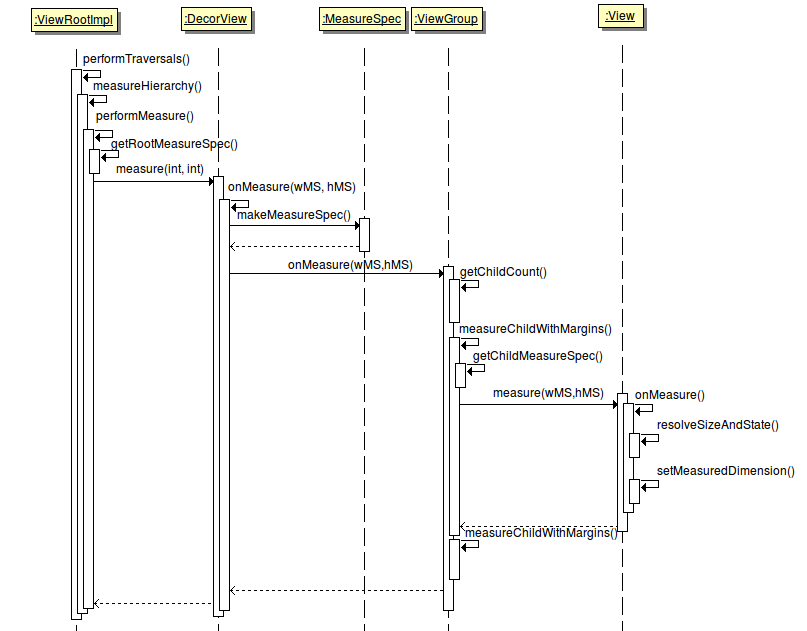 :ViewRootImpl
:DecorView
:MeasureSpec
:ViewGroup
:View
performTraversals()
measureHierarchy()
performMeasure()
getRootMeasureSpec()
measure(int, int)
onMeasure(wMS, hMS)
makeMeasureSpec()
onMeasure(wMS,hMS)
getChildCount()
measureChildWithMargins()
getChildMeasureSpec()
measure(wMS,hMS)
onMeasure()
resolveSizeAndState()
setMeasuredDimension()
measureChildWithMargins()